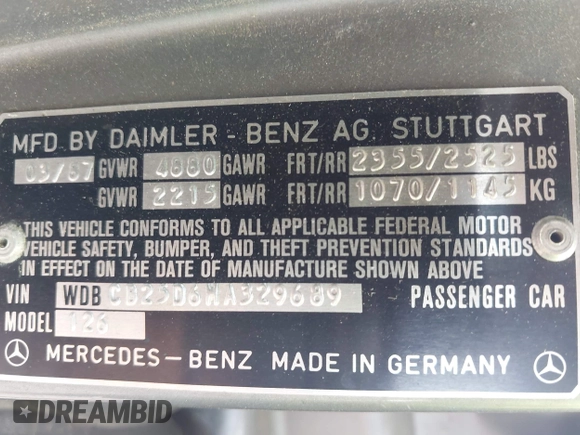 MFD BY DAIMLER - BENZ AG. STUTTGART
03/87 GVWR 4880 GAWR FRT/RR 2355/2525 LBS
GVWR 2215 GAWR FRT/RR 1070/1145 KG
THIS VEHICLE CONFORMS TO ALL APPLICABLE FEDERAL MOTOR
VEHICLE SAFETY, BUMPER, AND THEFT PREVENTION STANDARDS
IN EFFECT ON THE DATE OF MANUFACTURE SHOWN ABOVE
VIN WDB CB25D6HA329689 PASSENGER CAR
MODEL 126
MERCEDES-BENZ MADE IN GERMANY
DREAMBID